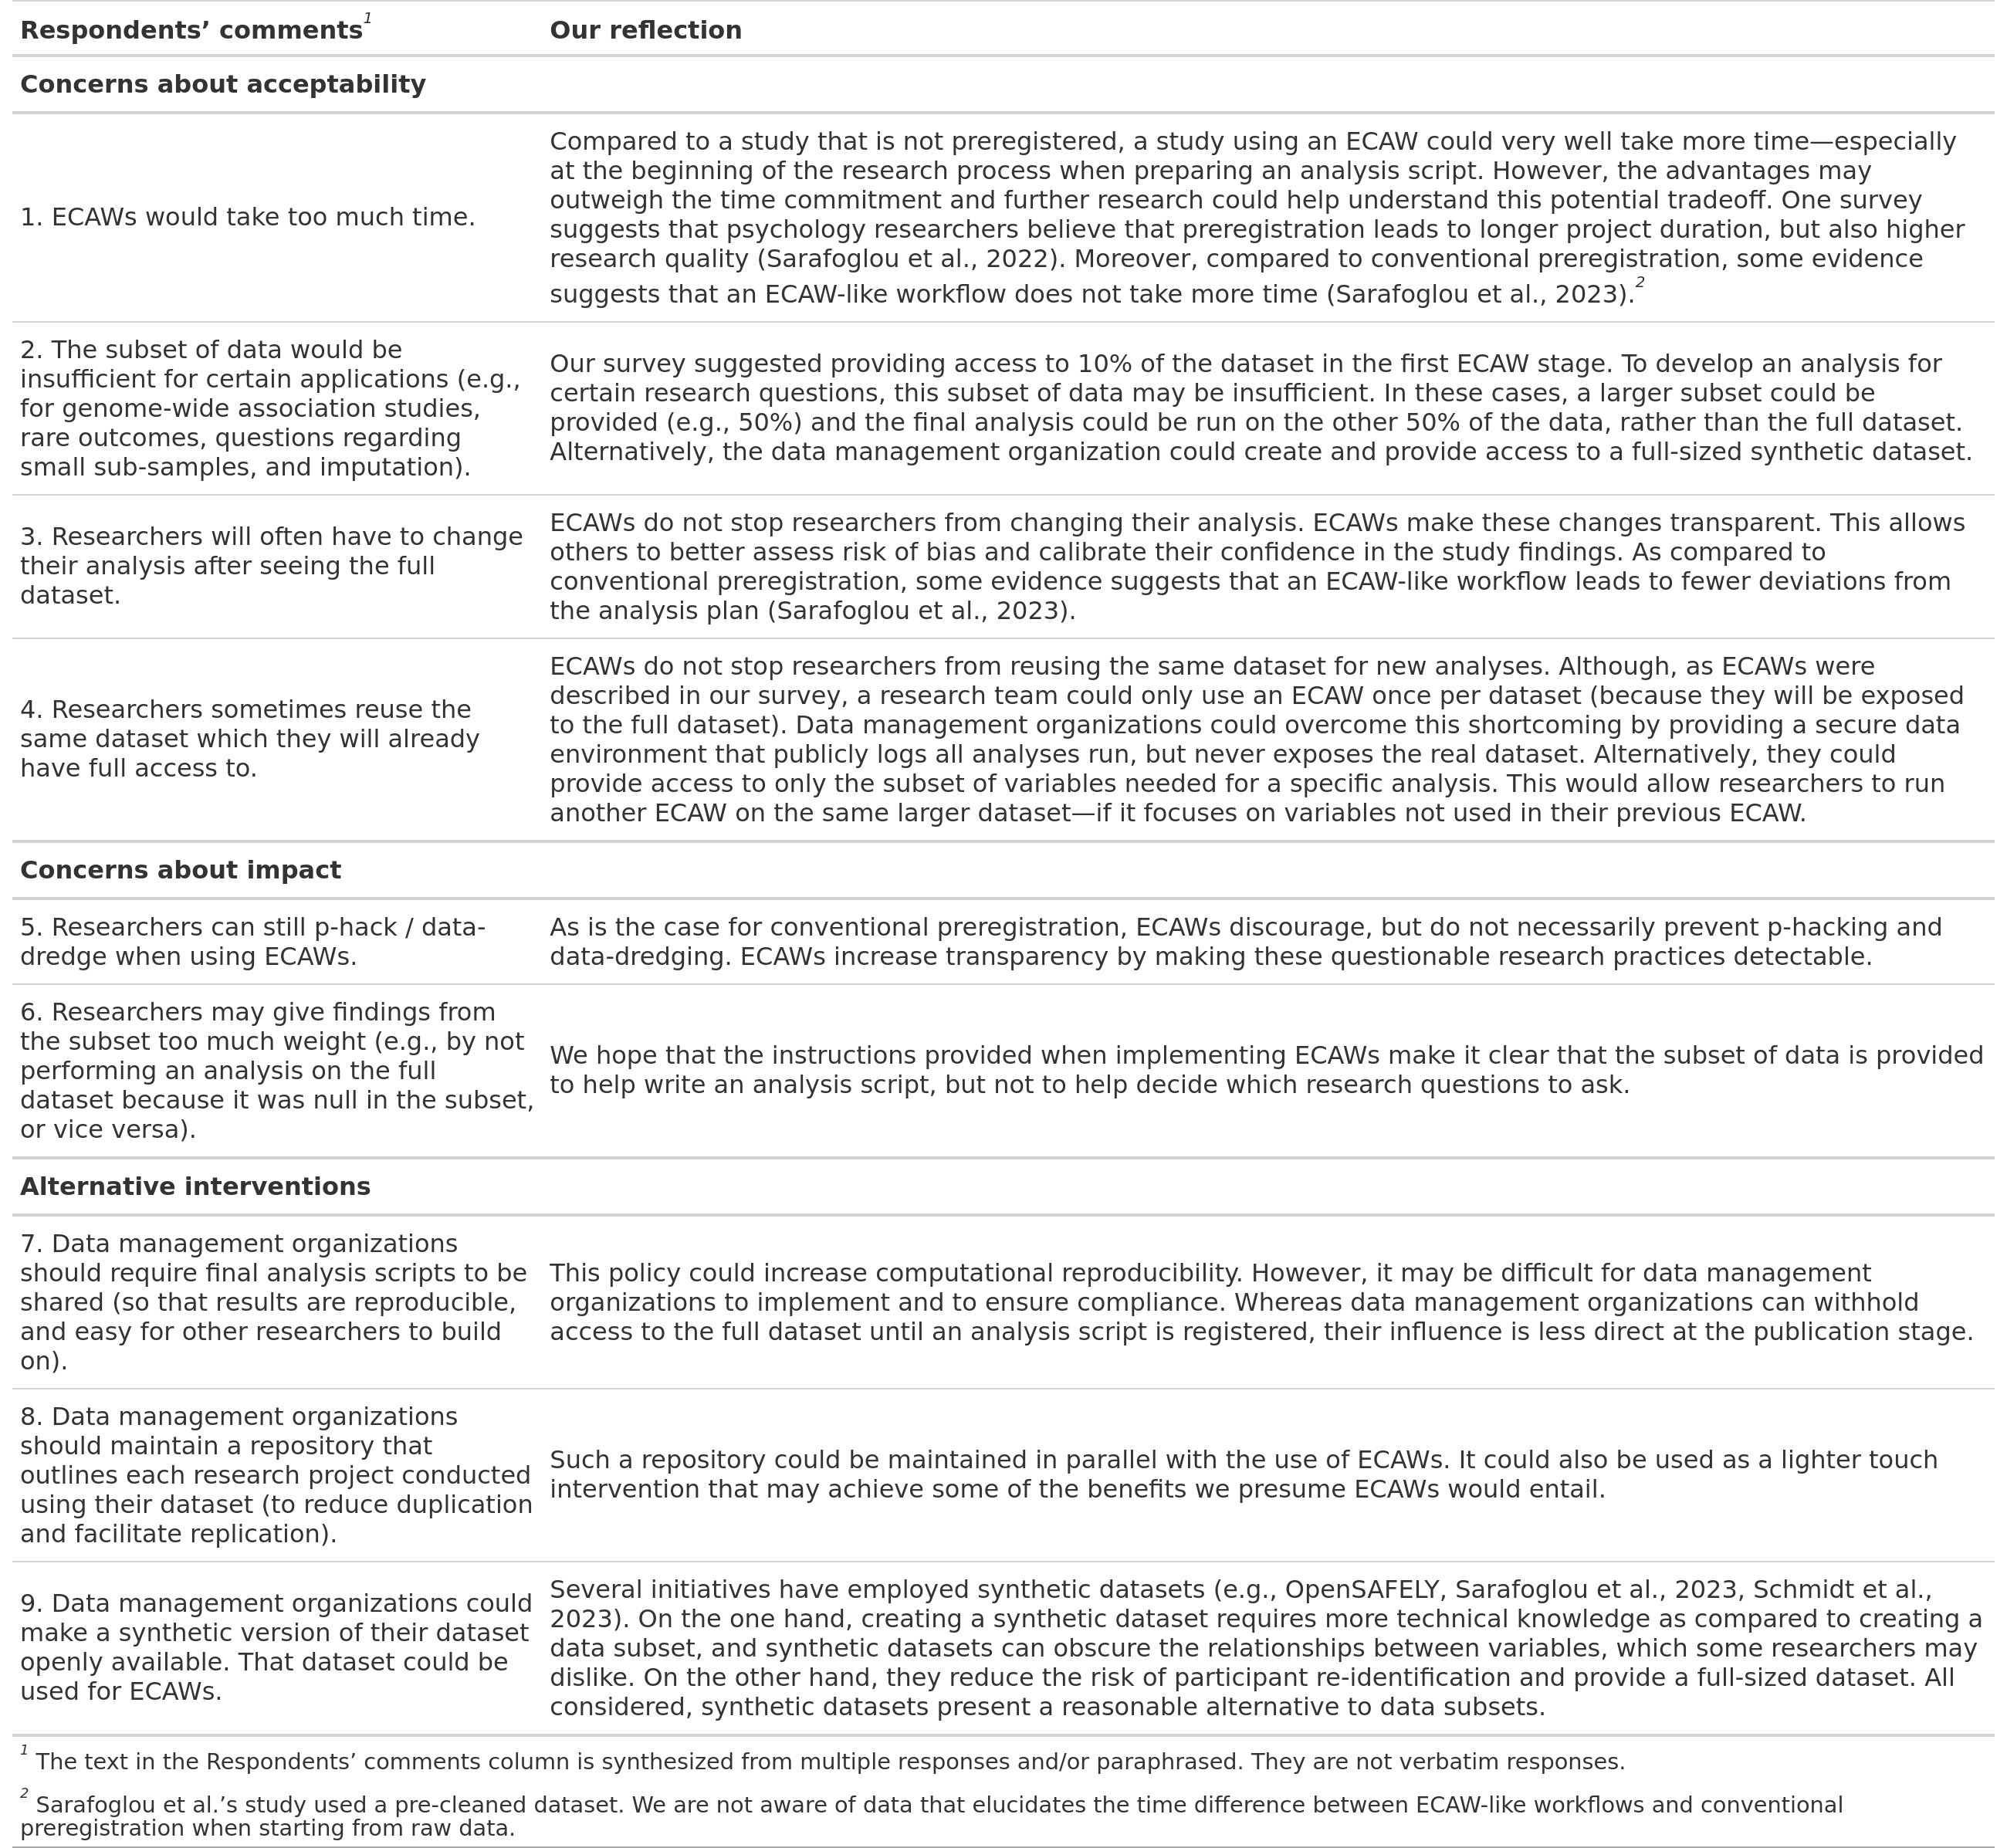 Respondents’ comments1 Our reflection
Concerns about acceptability
1. ECAWs would take too much time.
Compared to a study that is not preregistered, a study using an ECAW could very well take more time—especially
at the beginning of the research process when preparing an analysis script. However, the advantages may
outweigh the time commitment and further research could help understand this potential tradeoff. One survey
suggests that psychology researchers believe that preregistration leads to longer project duration, but also higher
research quality (Sarafoglou et al., 2022). Moreover, compared to conventional preregistration, some evidence
suggests that an ECAW-like workflow does not take more time (Sarafoglou et al., 2023).2
2. The subset of data would be
insufficient for certain applications (e.g.,
for genome-wide association studies,
rare outcomes, questions regarding
small sub-samples, and imputation).
Our survey suggested providing access to 10% of the dataset in the first ECAW stage. To develop an analysis for
certain research questions, this subset of data may be insufficient. In these cases, a larger subset could be
provided (e.g., 50%) and the final analysis could be run on the other 50% of the data, rather than the full dataset.
Alternatively, the data management organization could create and provide access to a full-sized synthetic dataset.
3. Researchers will often have to change
their analysis after seeing the full
dataset.
ECAWs do not stop researchers from changing their analysis. ECAWs make these changes transparent. This allows
others to better assess risk of bias and calibrate their confidence in the study findings. As compared to
conventional preregistration, some evidence suggests that an ECAW-like workflow leads to fewer deviations from
the analysis plan (Sarafoglou et al., 2023).
4. Researchers sometimes reuse the
same dataset which they will already
have full access to.
ECAWs do not stop researchers from reusing the same dataset for new analyses. Although, as ECAWs were
described in our survey, a research team could only use an ECAW once per dataset (because they will be exposed
to the full dataset). Data management organizations could overcome this shortcoming by providing a secure data
environment that publicly logs all analyses run, but never exposes the real dataset. Alternatively, they could
provide access to only the subset of variables needed for a specific analysis. This would allow researchers to run
another ECAW on the same larger dataset—if it focuses on variables not used in their previous ECAW.
Concerns about impact
5. Researchers can still p-hack / data-
dredge when using ECAWs.
As is the case for conventional preregistration, ECAWs discourage, but do not necessarily prevent p-hacking and
data-dredging. ECAWs increase transparency by making these questionable research practices detectable.
6. Researchers may give findings from
the subset too much weight (e.g., by not
performing an analysis on the full
dataset because it was null in the subset,
or vice versa).
We hope that the instructions provided when implementing ECAWs make it clear that the subset of data is provided
to help write an analysis script, but not to help decide which research questions to ask.
Alternative interventions
7. Data management organizations
should require final analysis scripts to be
shared (so that results are reproducible,
and easy for other researchers to build
on).
This policy could increase computational reproducibility. However, it may be difficult for data management
organizations to implement and to ensure compliance. Whereas data management organizations can withhold
access to the full dataset until an analysis script is registered, their influence is less direct at the publication stage.
8. Data management organizations
should maintain a repository that
outlines each research project conducted
using their dataset (to reduce duplication
and facilitate replication).
Such a repository could be maintained in parallel with the use of ECAWs. It could also be used as a lighter touch
intervention that may achieve some of the benefits we presume ECAWs would entail.
9. Data management organizations could
make a synthetic version of their dataset
openly available. That dataset could be
used for ECAWs.
Several initiatives have employed synthetic datasets (e.g., OpenSAFELY, Sarafoglou et al., 2023, Schmidt et al.,
2023). On the one hand, creating a synthetic dataset requires more technical knowledge as compared to creating a
data subset, and synthetic datasets can obscure the relationships between variables, which some researchers may
dislike. On the other hand, they reduce the risk of participant re-identification and provide a full-sized dataset. All
considered, synthetic datasets present a reasonable alternative to data subsets.
1 The text in the Respondents’ comments column is synthesized from multiple responses and/or paraphrased. They are not verbatim responses.
2 Sarafoglou et al.’s study used a pre-cleaned dataset. We are not aware of data that elucidates the time difference between ECAW-like workflows and conventional
preregistration when starting from raw data.